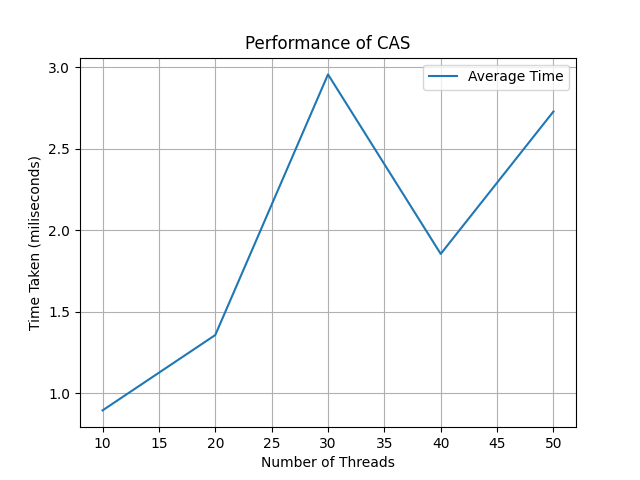 Performance of CAS
Average Time
3.0
2.5
2.0
1.5
1.0
Time Taken (miliseconds)
10 15 20 25 30 35 40 45 50
Number of Threads